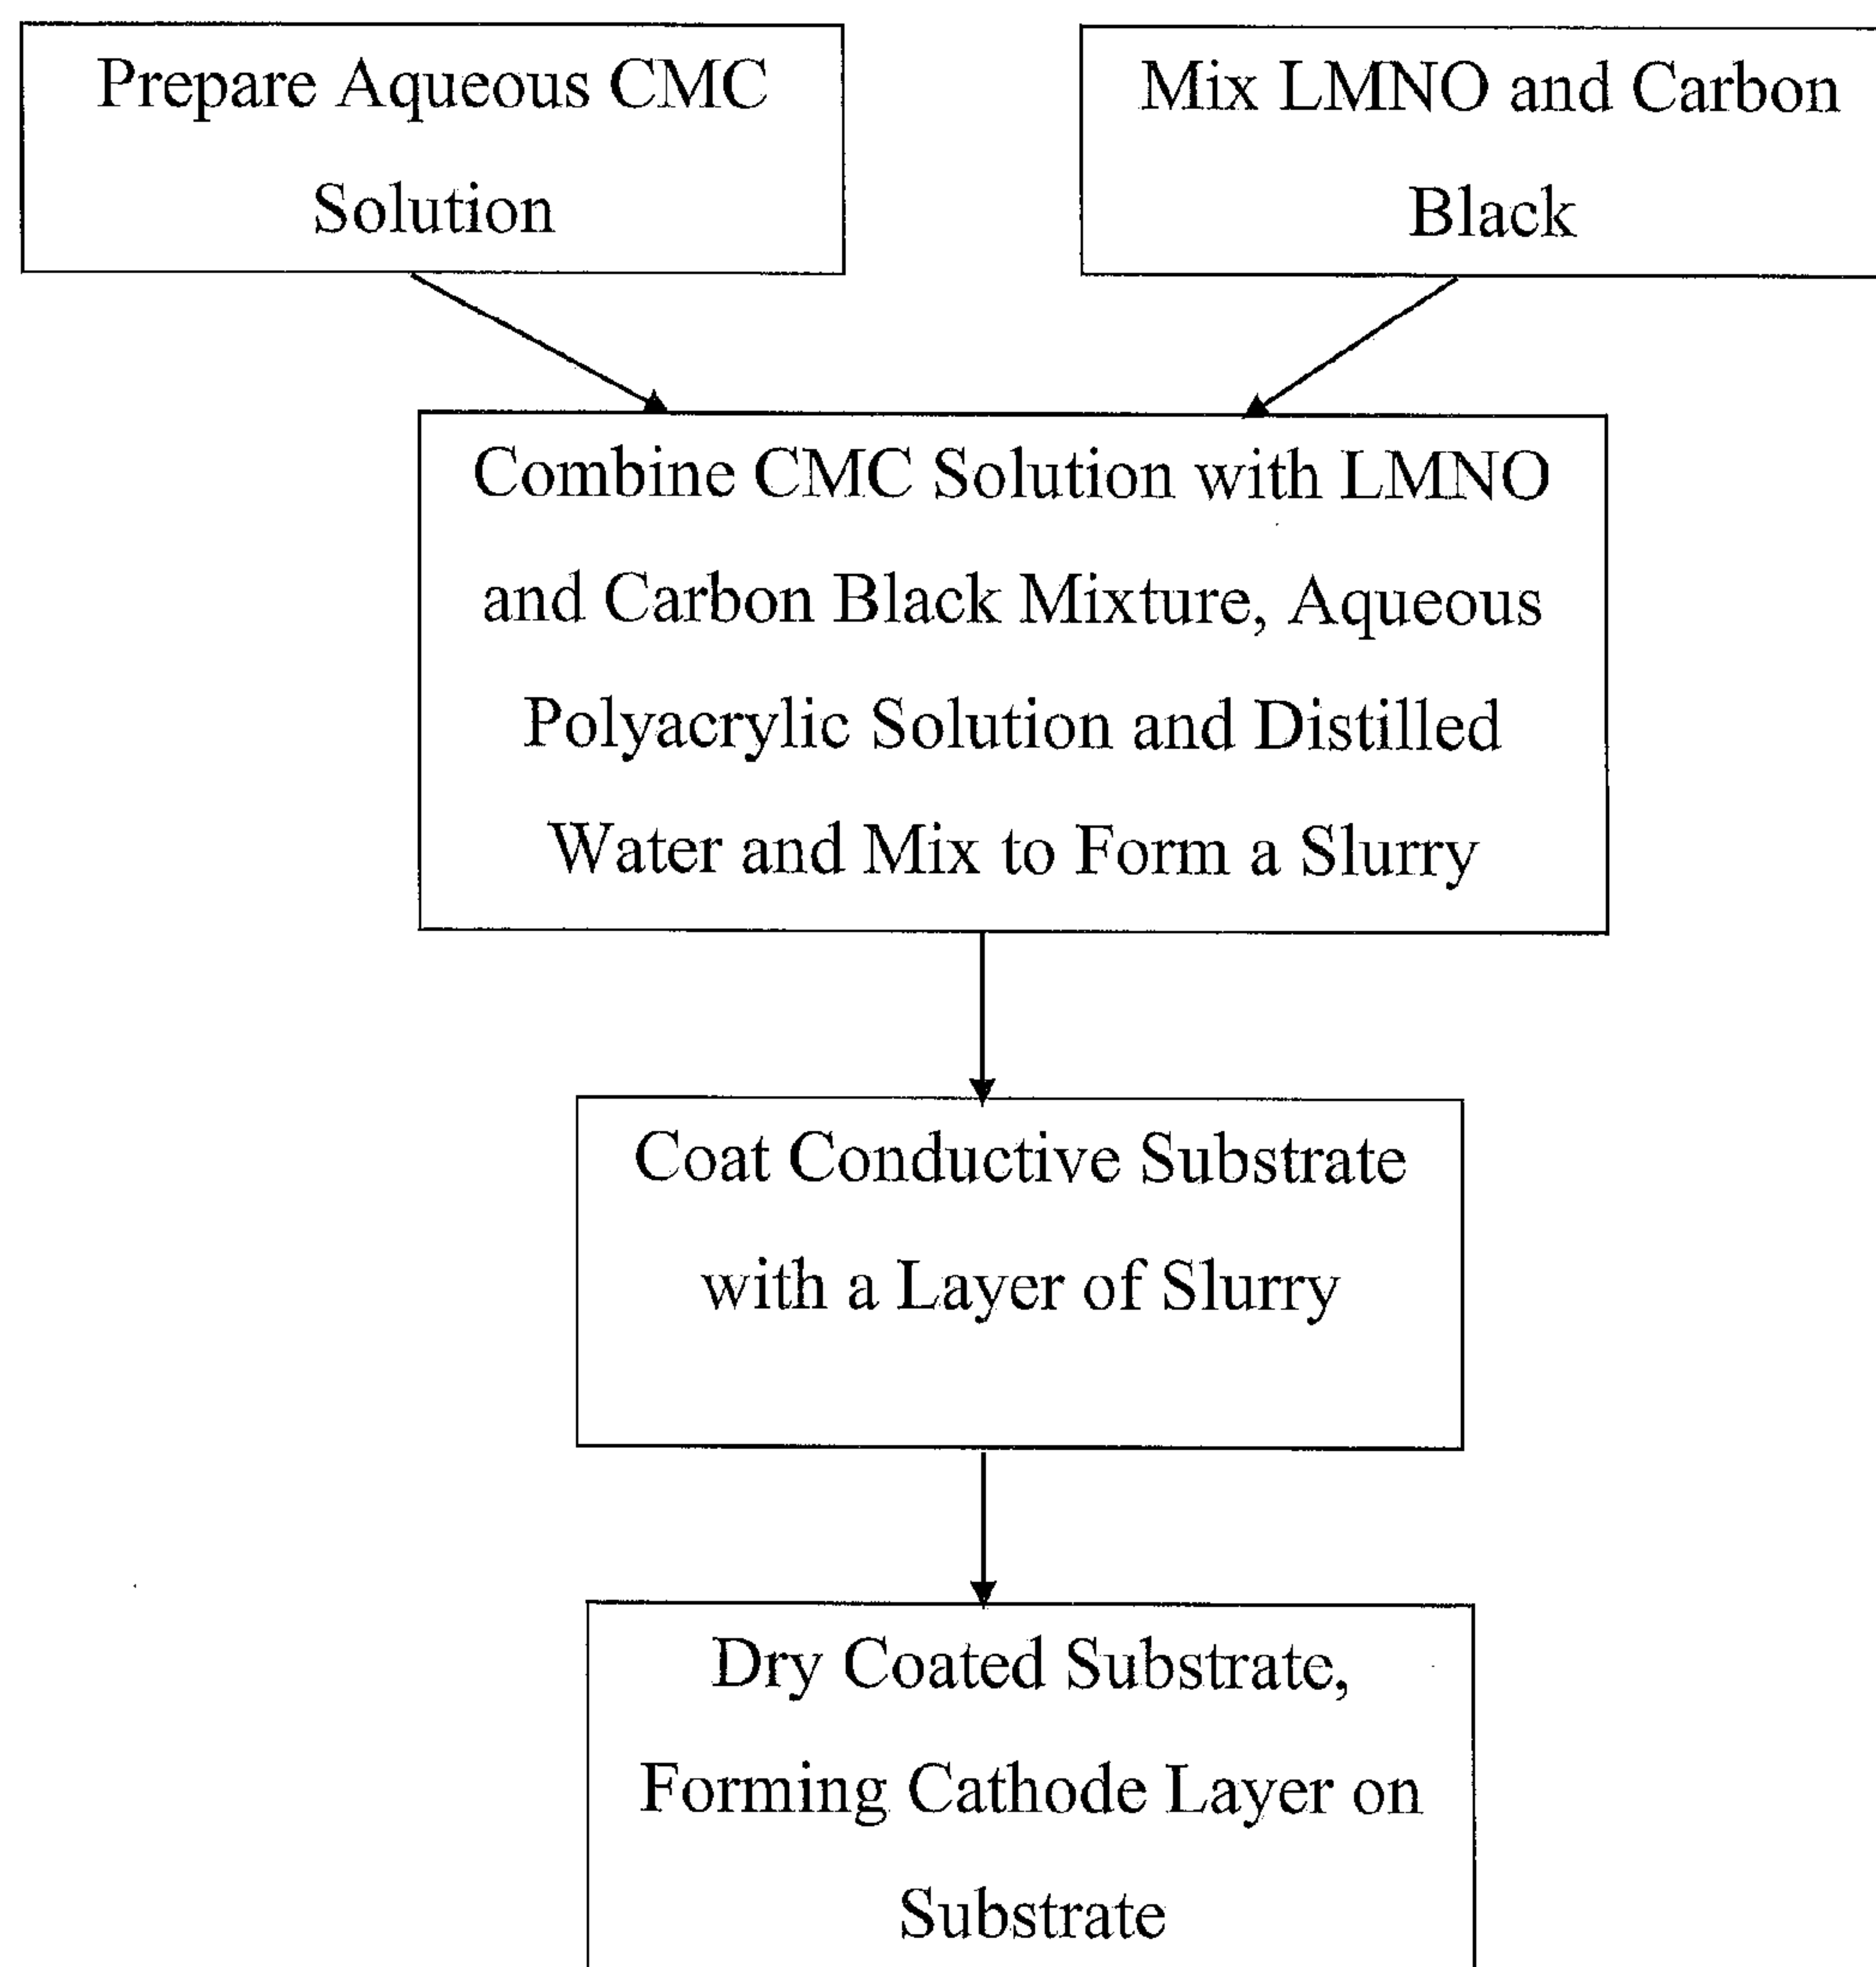 Prepare Aqueous CMC
Solution
Mix LMNO and Carbon
Black
Combine CMC Solution with LMNO
and Carbon Black Mixture, Aqueous
Polyacrylic Solution and Distilled
Water and Mix to Form a Slurry
Coat Conductive Substrate
with a Layer of Slurry
Dry Coated Substrate,
Forming Cathode Layer on
Substrate